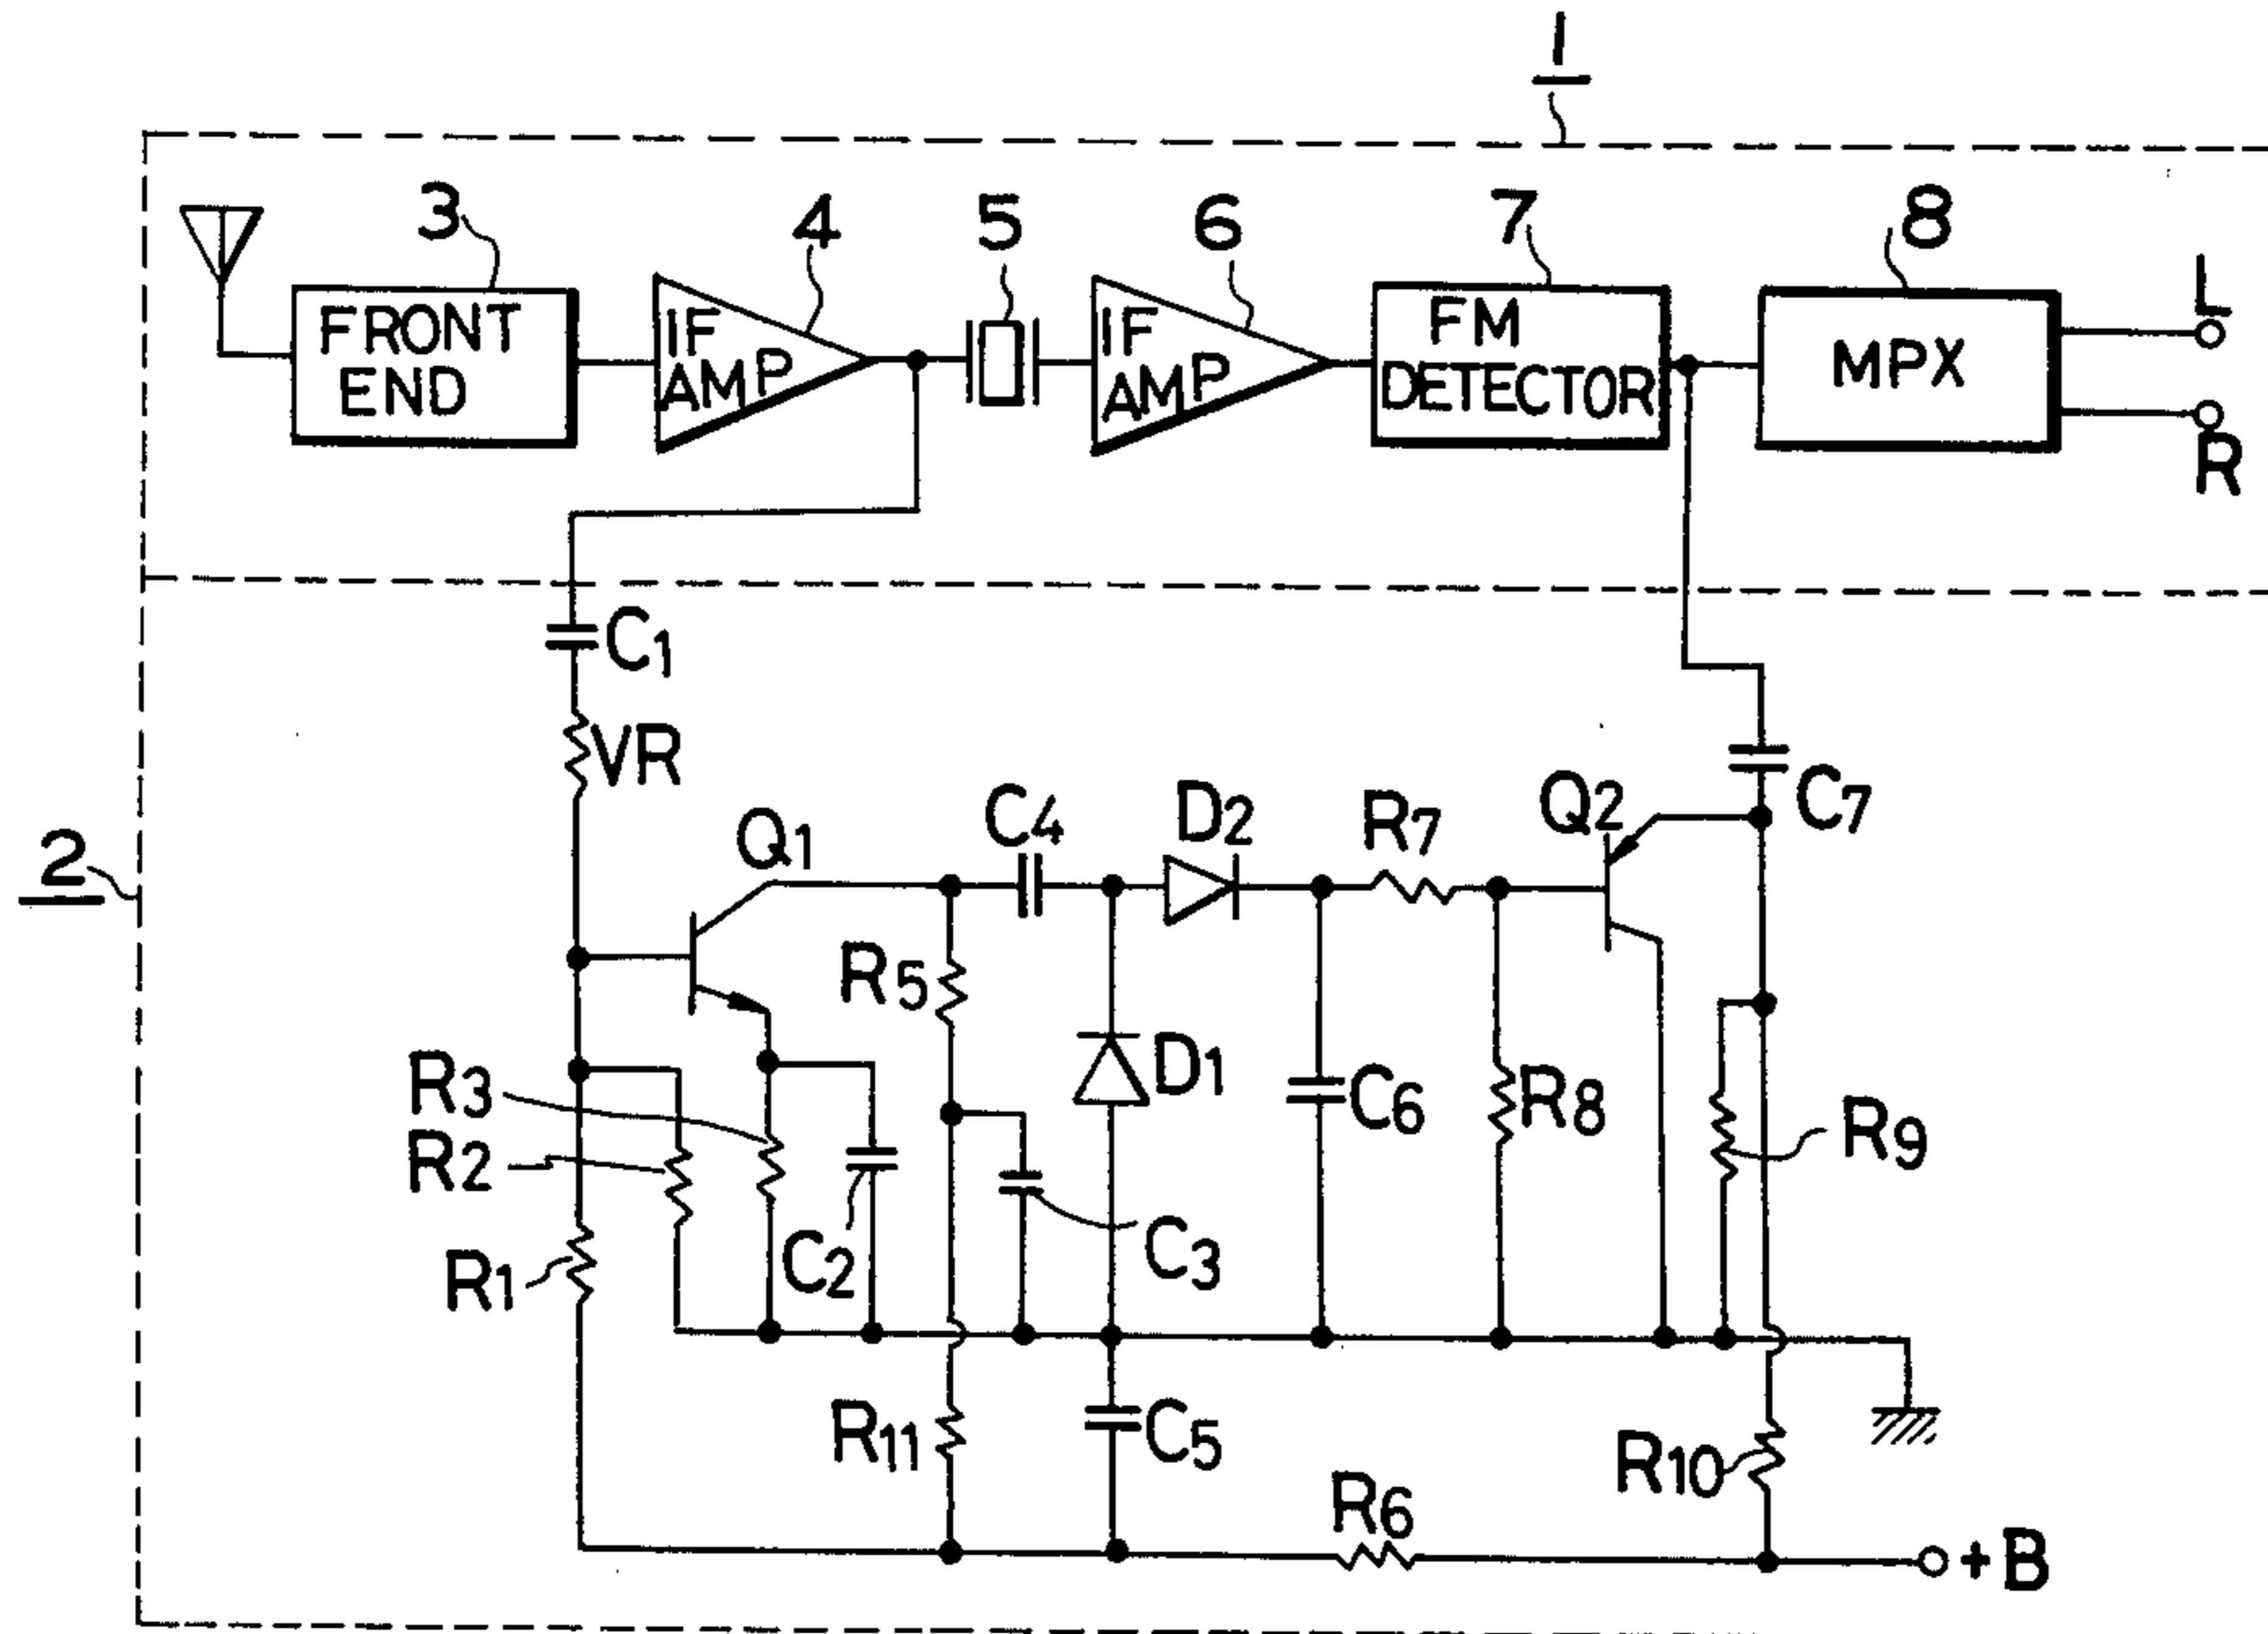 1
3
4
5
6
7
8
FRONT
END
IF
AMP
IF
AMP
FM
DETECTOR
MPX
L
R
C1
VR
2
Q1
C4
D2
R7
Q2
C7
R5
D1
C6
R8
R9
R3
R2
R1
C2
C3
R11
C5
R6
R10
+B